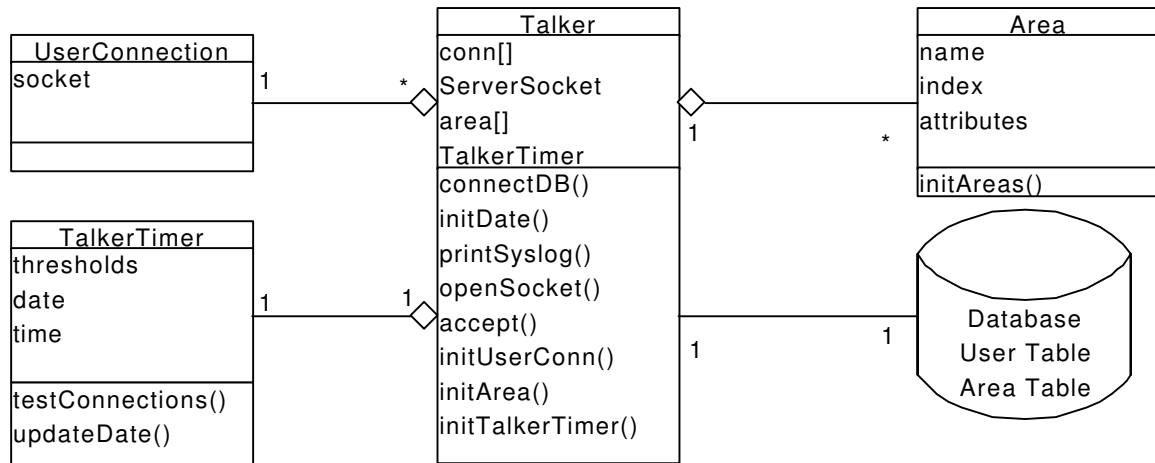 UserConnection
socket
1
*
Talker
conn[]
ServerSocket
area[]
TalkerTimer
connectDB()
initDate()
printSyslog()
openSocket()
accept()
initUserConn()
initArea()
initTalkerTimer()
1
*
Area
name
index
attributes
initAreas()
TalkerTimer
thresholds
date
time
testConnections()
updateDate()
1
1
1
1
Database
User Table
Area Table